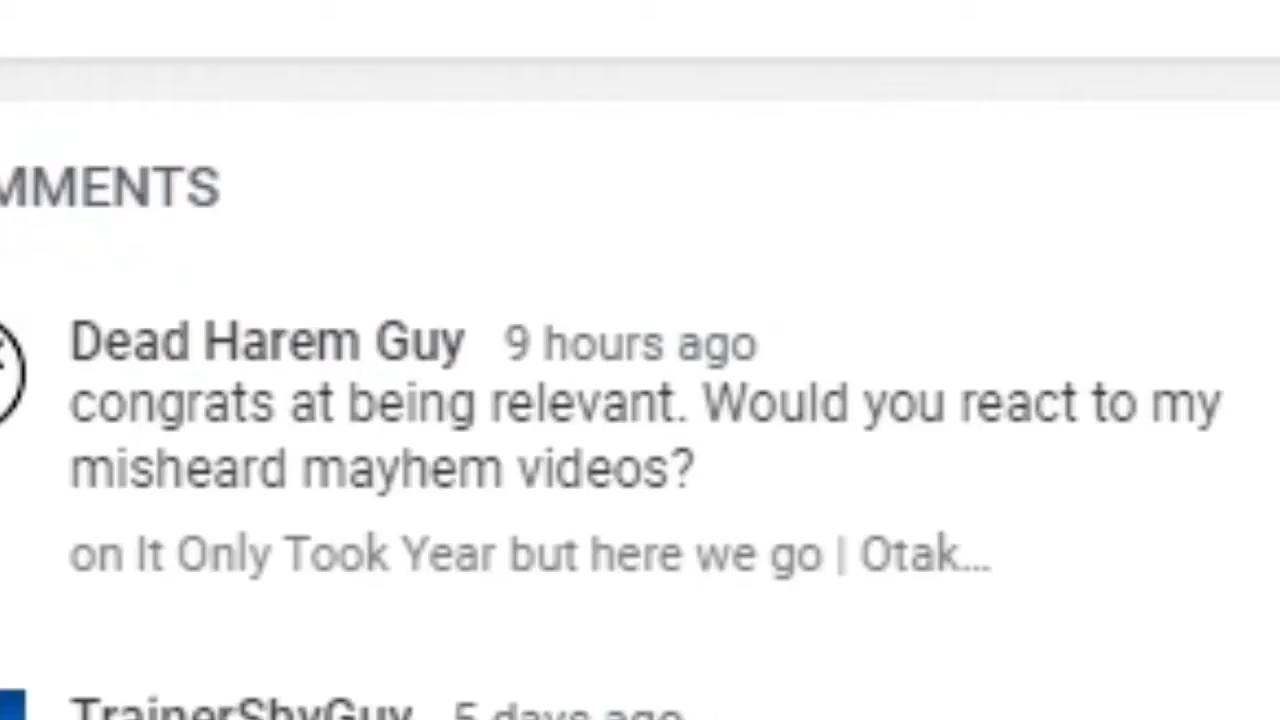 MMENTS
Dead Harem Guy 9 hours ago
congrats at being relevant. Would you react to my
misheard mayhem videos?
on It Only Took Year but here we go | Otak...
TrainerShyGuy 5 days ago